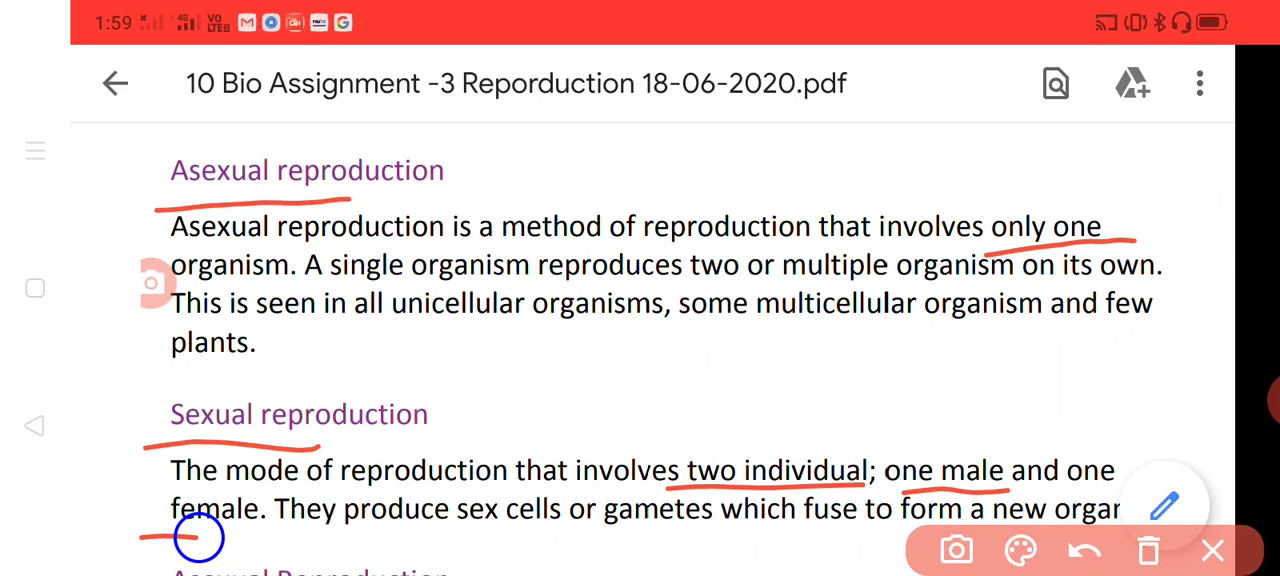 1:59 4G VO LTE
10 Bio Assignment -3 Reporduction 18-06-2020.pdf
Asexual reproduction
Asexual reproduction is a method of reproduction that involves only one
organism. A single organism reproduces two or multiple organism on its own.
This is seen in all unicellular organisms, some multicellular organism and few
plants.
Sexual reproduction
The mode of reproduction that involves two individual; one male and one
female. They produce sex cells or gametes which fuse to form a new organ